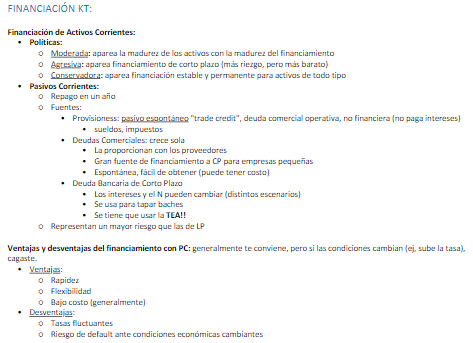 FINANCIACIÓN KT:
Financiación de Activos Corrientes:
• Políticas:
o Moderada: aparea la madurez de los activos con la madurez del financiamiento
o Agresiva: aparea financiamiento de corto plazo (más riesgo, pero más barato)
o Conservadora: aparea financiación estable y permanente para activos de todo tipo
• Pasivos Corrientes:
o Repago en un año
o Fuentes:
• Provisioness: pasivo espontáneo "trade credit", deuda comercial operativa, no financiera (no paga intereses)
• sueldos, impuestos
• Deudas Comerciales: crece sola
• La proporcionan con los proveedores
• Gran fuente de financiamiento a CP para empresas pequeñas
• Espontánea, fácil de obtener (puede tener costo)
• Deuda Bancaria de Corto Plazo
• Los intereses y el N pueden cambiar (distintos escenarios)
• Se usa para tapar baches
• Se tiene que usar la TEA!!
o Representan un mayor riesgo que las de LP
Ventajas y desventajas del financiamiento con PC: generalmente te conviene, pero si las condiciones cambian (ej, sube la tasa),
cagaste.
• Ventajas:
o Rapidez
o Flexibilidad
o Bajo costo (generalmente)
• Desventajas:
o Tasas fluctuantes
o Riesgo de default ante condiciones económicas cambiantes